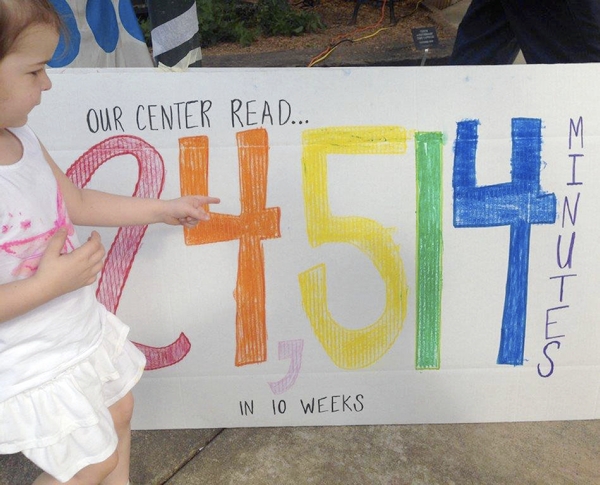 OUR CENTER READ...
24,514
MINUTES
IN 10 WEEKS